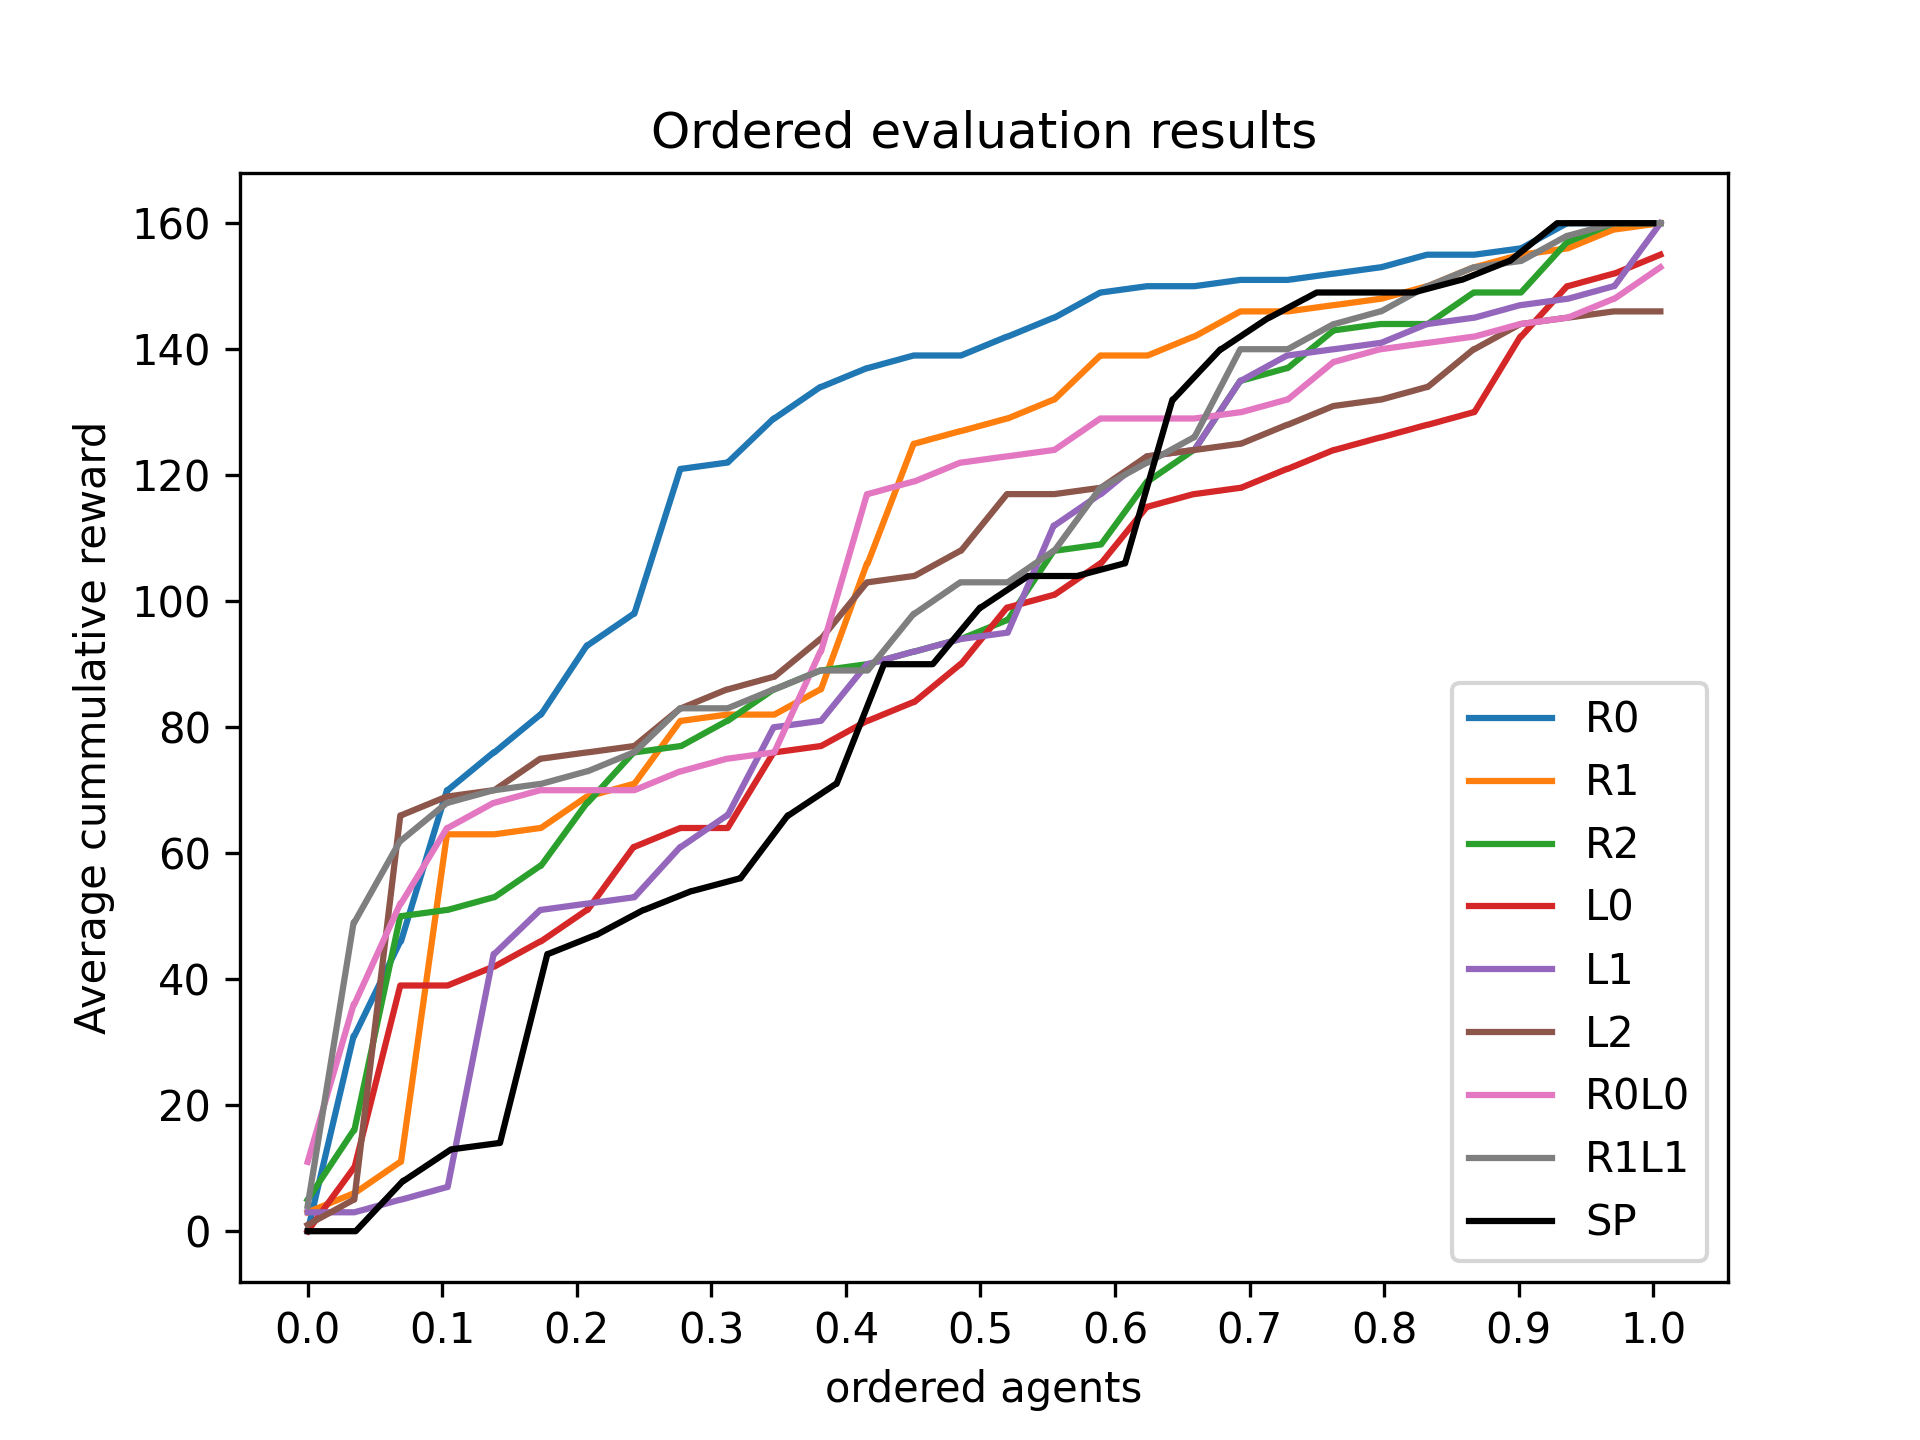 Ordered evaluation results
Average cummulative reward
160
140
120
100
80
60
40
20
0
0.0 0.1 0.2 0.3 0.4 0.5 0.6 0.7 0.8 0.9 1.0
ordered agents
R0
R1
R2
L0
L1
L2
R0L0
R1L1
SP